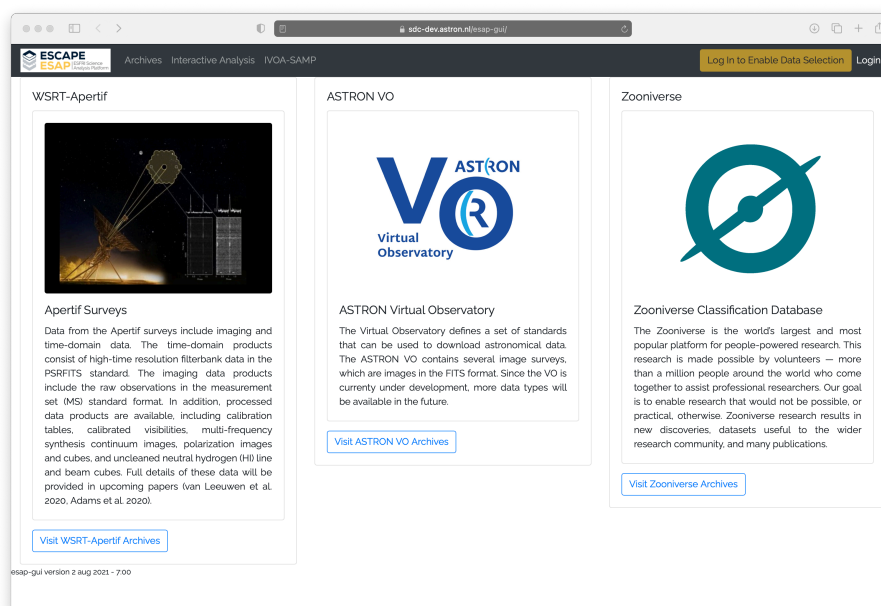 sdc-dev.astron.nl/esap-gui/
ESCAPE
ESAP ESFRI Science
Analysis Platform
Archives Interactive Analysis IVOA-SAMP
Log In to Enable Data Selection Login
WSRT-Apertif
Apertif Surveys
Data from the Apertif surveys include imaging and
time-domain data. The time-domain products
consist of high-time resolution filterbank data in the
PSRFITS standard. The imaging data products
include the raw observations in the measurement
set (MS) standard format. In addition, processed
data products are available, including calibration
tables, calibrated visibilities, multi-frequency
synthesis continuum images, polarization images
and cubes, and uncleaned neutral hydrogen (HI) line
and beam cubes. Full details of these data will be
provided in upcoming papers (van Leeuwen et al.
2020, Adams et al. 2020).
Visit WSRT-Apertif Archives
ASTRON VO
ASTRON
VO
Virtual
Observatory
ASTRON Virtual Observatory
The Virtual Observatory defines a set of standards
that can be used to download astronomical data.
The ASTRON VO contains several image surveys,
which are images in the FITS format. Since the VO is
currenty under development, more data types will
be available in the future.
Visit ASTRON VO Archives
Zooniverse
Zooniverse Classification Database
The Zooniverse is the world's largest and most
popular platform for people-powered research. This
research is made possible by volunteers — more
than a million people around the world who come
together to assist professional researchers. Our goal
is to enable research that would not be possible, or
practical, otherwise. Zooniverse research results in
new discoveries, datasets useful to the wider
research community, and many publications.
Visit Zooniverse Archives
esap-gui version 2 aug 2021 - 7:00